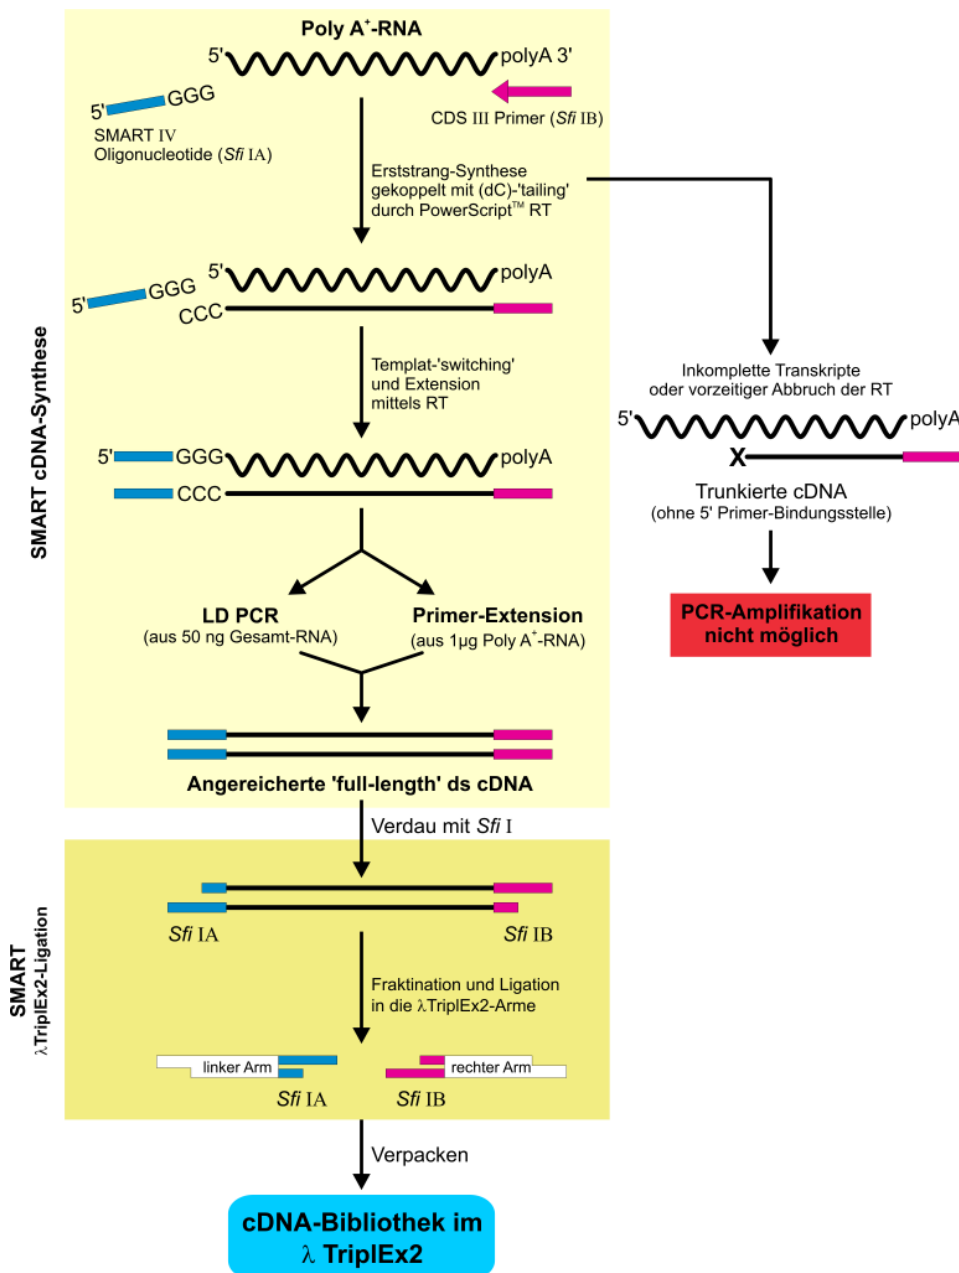 Poly A⁺-RNA
5'
polyA 3'
5'
GGG
SMART IV
Oligonucleotide (Sfi IA)
CDS III Primer (Sfi IB)
Erststrang-Synthese
gekoppelt mit (dC)-'tailing'
durch PowerScript™ RT
5'
polyA
5'
GGG
CCC
Templat-'switching'
und Extension
mittels RT
Inkomplette Transkripte
oder vorzeitiger Abbruch der RT
5'
polyA
X
Trunkierte cDNA
(ohne 5' Primer-Bindungsstelle)
PCR-Amplifikation
nicht möglich
5'
GGG
polyA
CCC
LD PCR
(aus 50 ng Gesamt-RNA)
Primer-Extension
(aus 1µg Poly A⁺-RNA)
Angereicherte 'full-length' ds cDNA
SMART cDNA-Synthese
Verdau mit Sfi I
Sfi IA
Sfi IB
Fraktination und Ligation
in die λTriplEx2-Arme
linker Arm
rechter Arm
Sfi IA
Sfi IB
SMART
λTriplEx2-Ligation
Verpacken
cDNA-Bibliothek im
λ TriplEx2